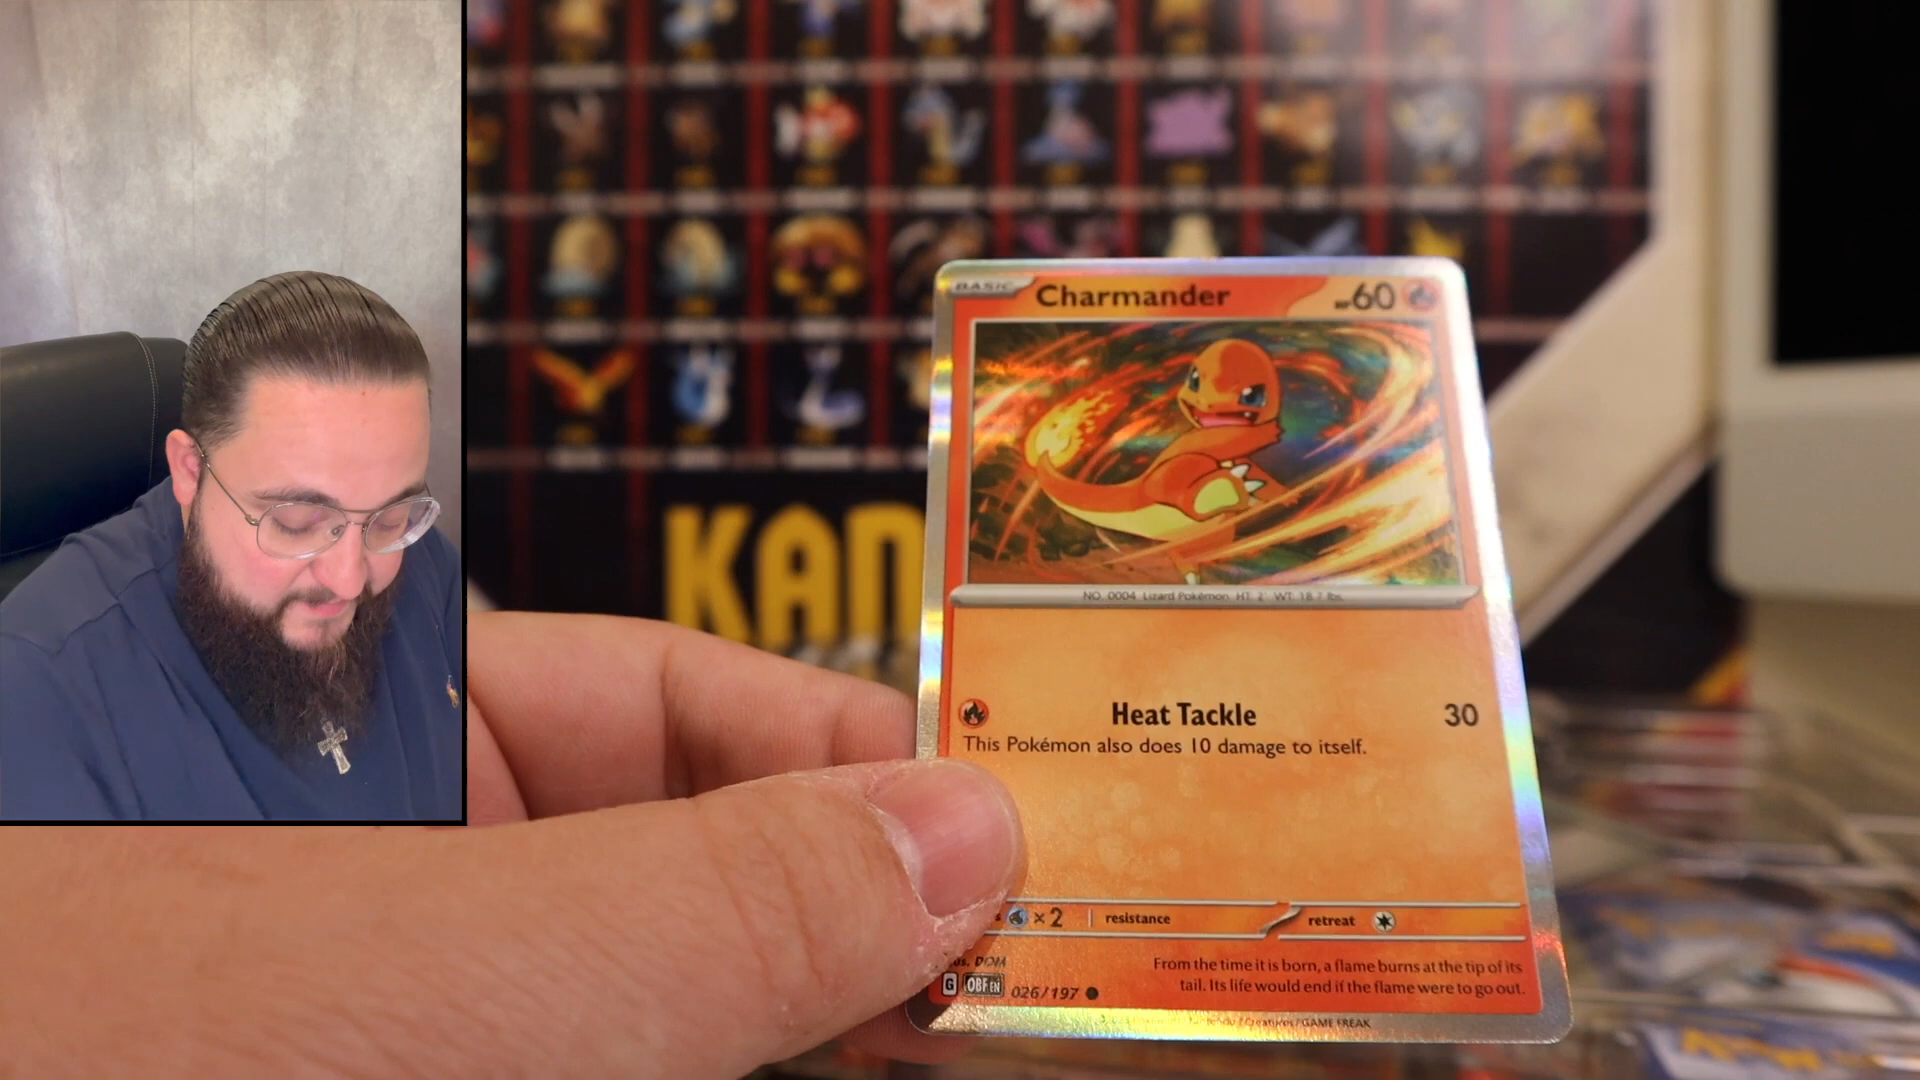 KAN
BASIC Charmander HP60
NO. 0004 Lizard Pokémon HT: 2' WT: 18.7 lbs.
Heat Tackle 30
This Pokémon also does 10 damage to itself.
×2 resistance retreat
DOM
From the time it is born, a flame burns at the tip of its
tail. Its life would end if the flame were to go out.
G OBF EN 026/197
/Creatures/GAME FREAK